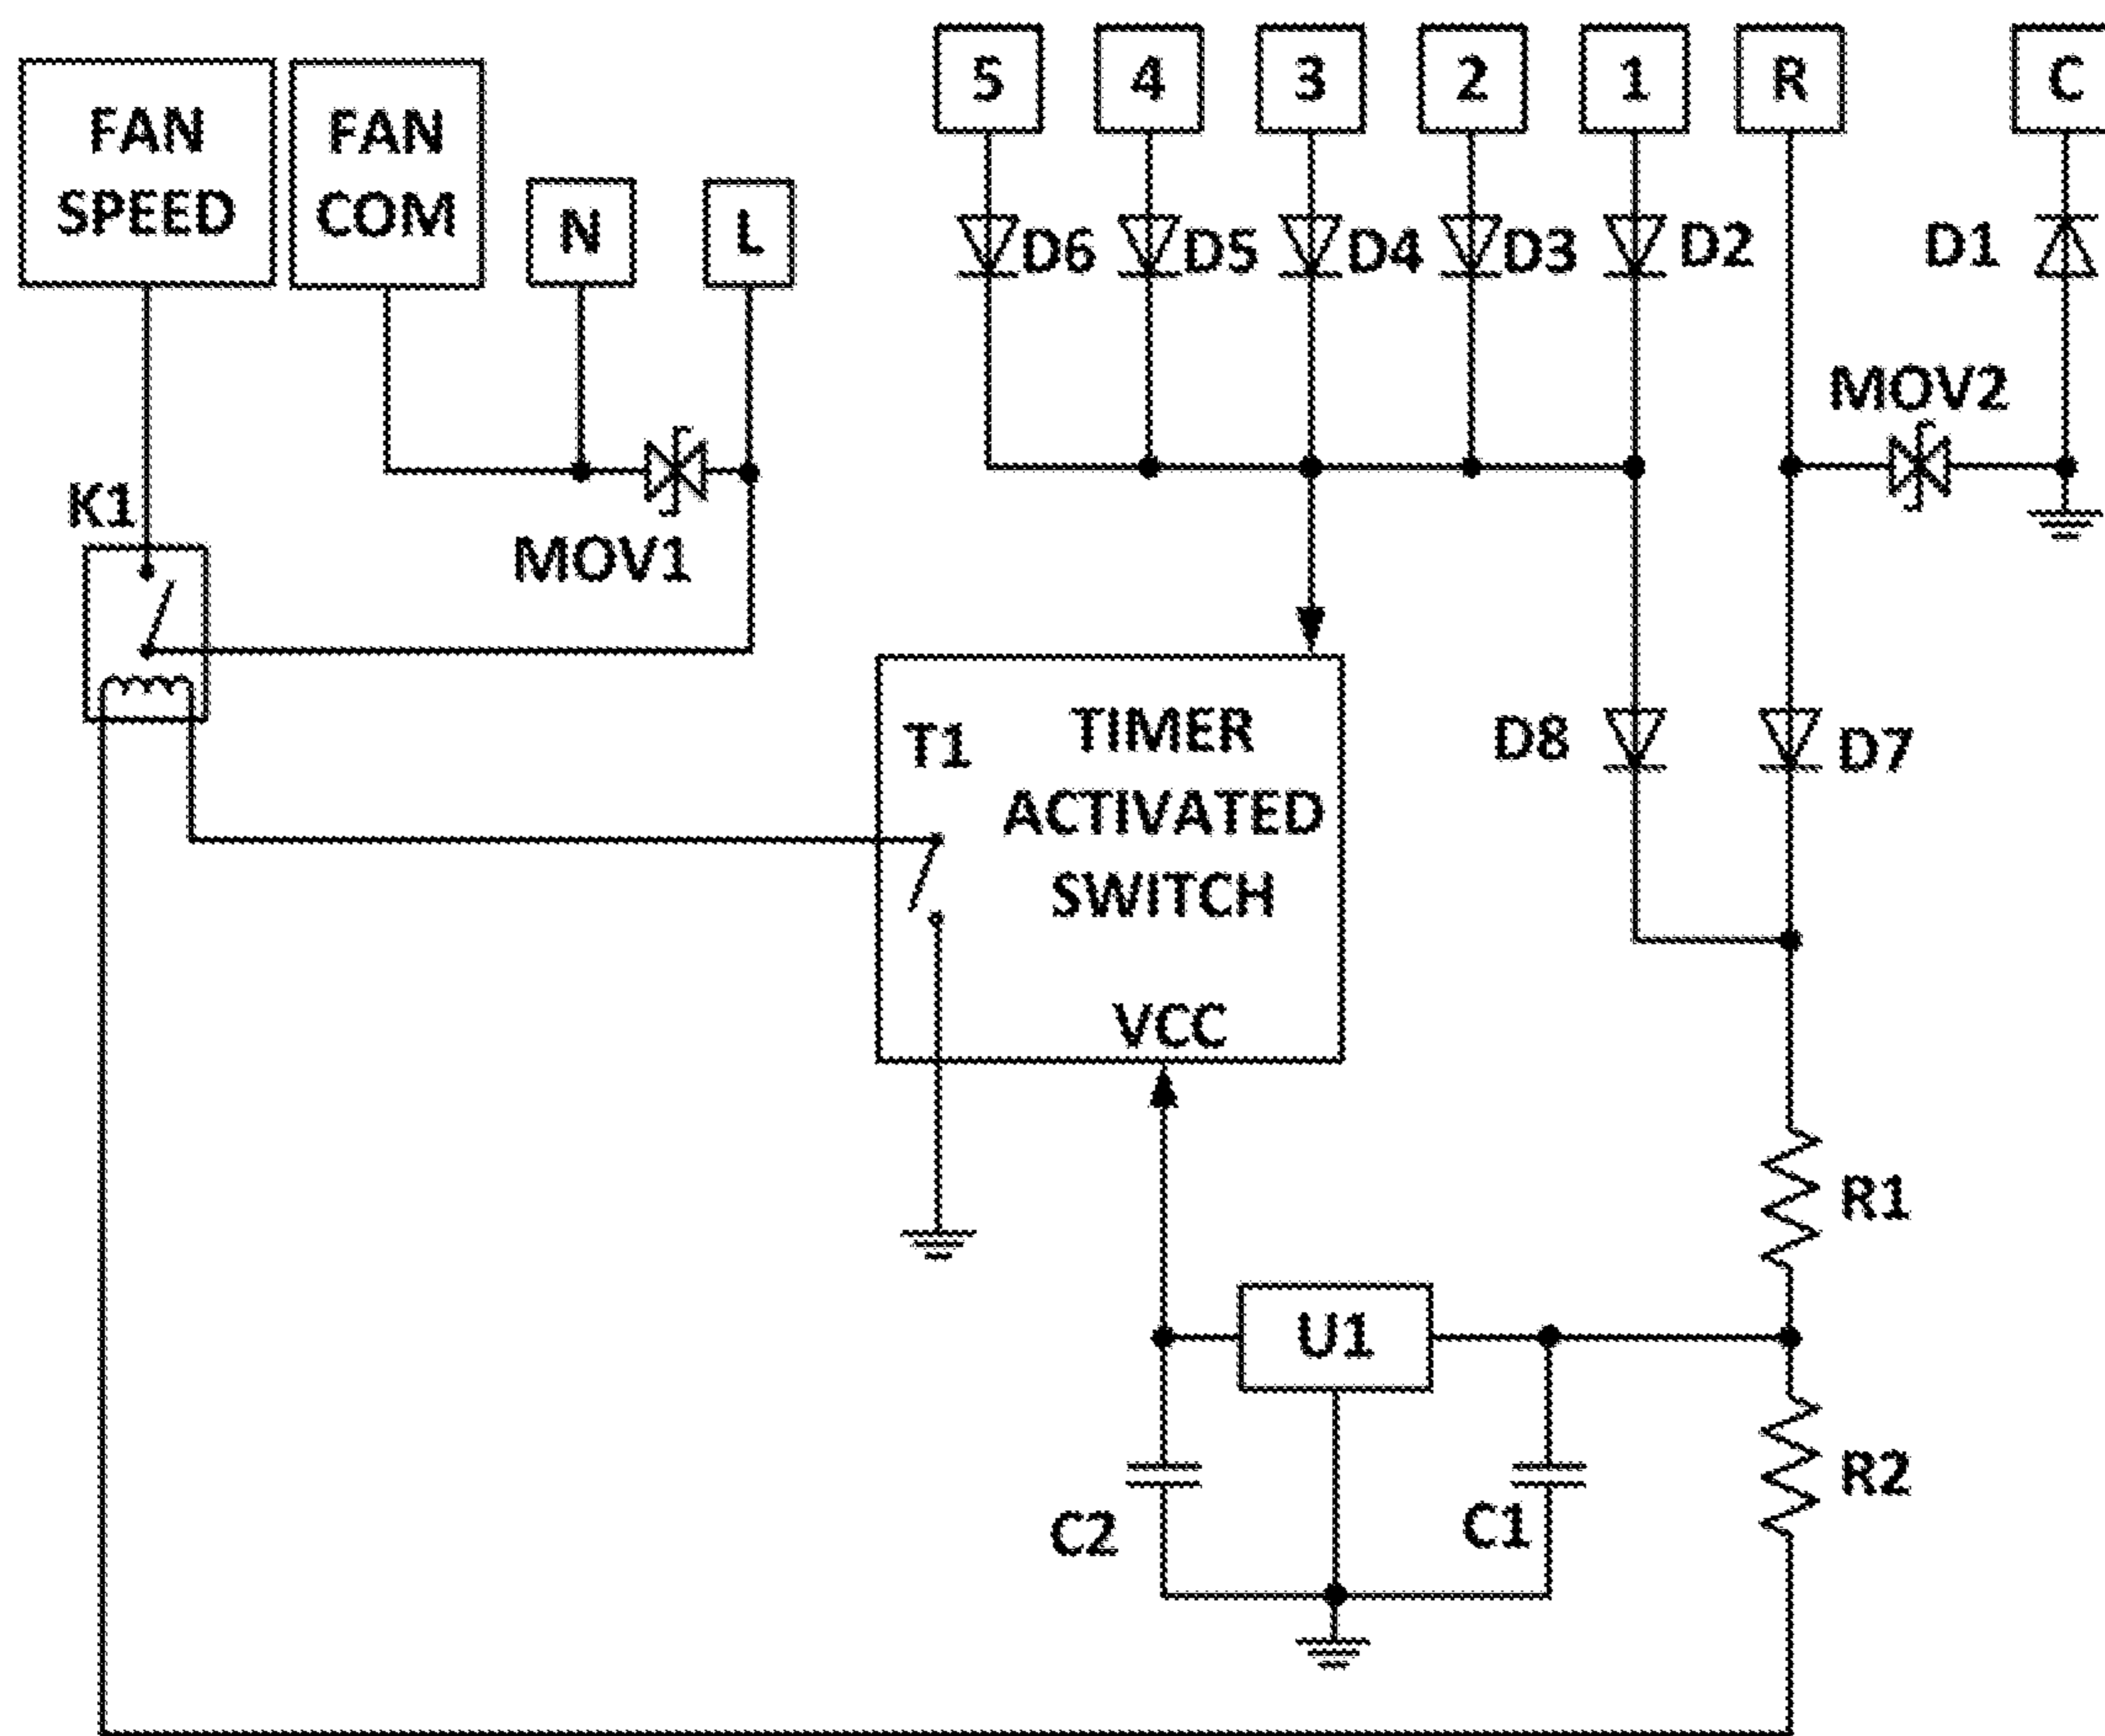 5
4
3
2
1
R
C
FAN
SPEED
FAN
COM
N
L
D6
D5
D4
D3
D2
D1
MOV2
K1
MOV1
T1
TIMER
ACTIVATED
SWITCH
VCC
D8
D7
R1
U1
R2
C2
C1